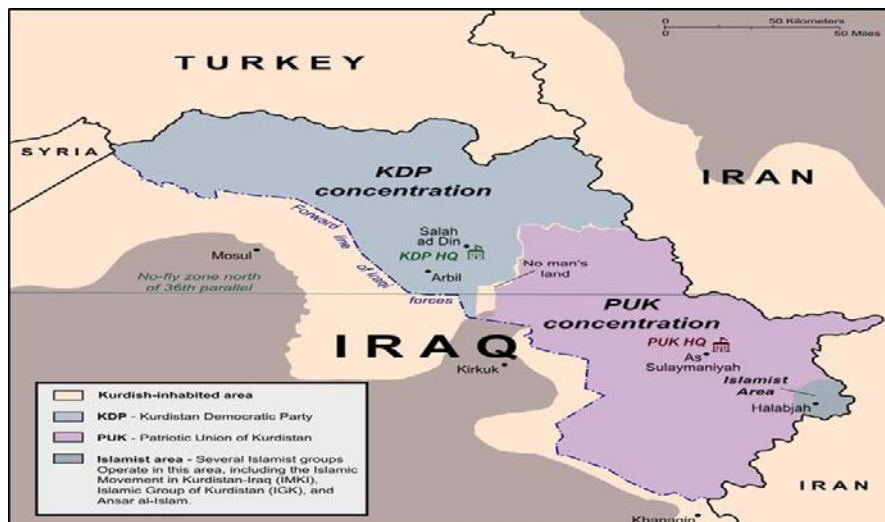 0 50 Kilometers
0 50 Miles
TURKEY
SYRIA
IRAN
KDP
concentration
Salah
ad Din
KDP HQ
Arbil
Mosul
Forward line of Iraqi forces
No-fly zone north
of 36th parallel
No man's
land
IRAQ
PUK
concentration
PUK HQ
As
Sulaymaniyah
Kirkuk
Islamist
Area
Halabjah
Kurdish-inhabited area
KDP - Kurdistan Democratic Party
PUK - Patriotic Union of Kurdistan
Islamist area - Several Islamist groups
Operate in this area, including the Islamic
Movement in Kurdistan-Iraq (IMKI),
Islamic Group of Kurdistan (IGK), and
Ansar al-Islam.
IRAN
Khanaqin